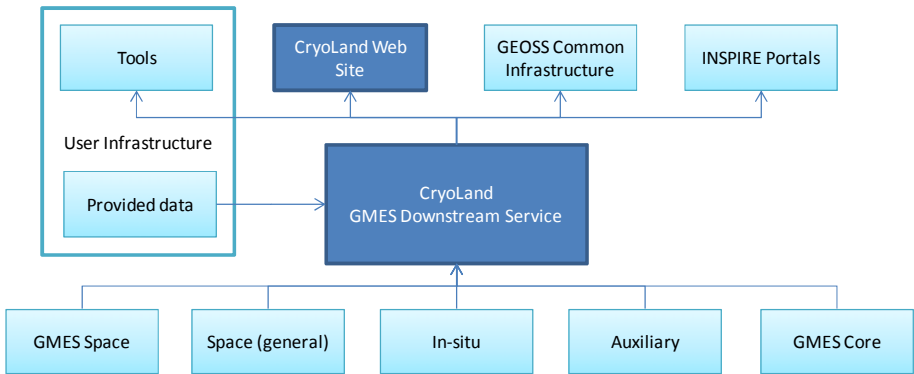 Tools
CryoLand Web
Site
GEOSS Common
Infrastructure
INSPIRE Portals
User Infrastructure
Provided data
CryoLand
GMES Downstream Service
GMES Space
Space (general)
In-situ
Auxiliary
GMES Core